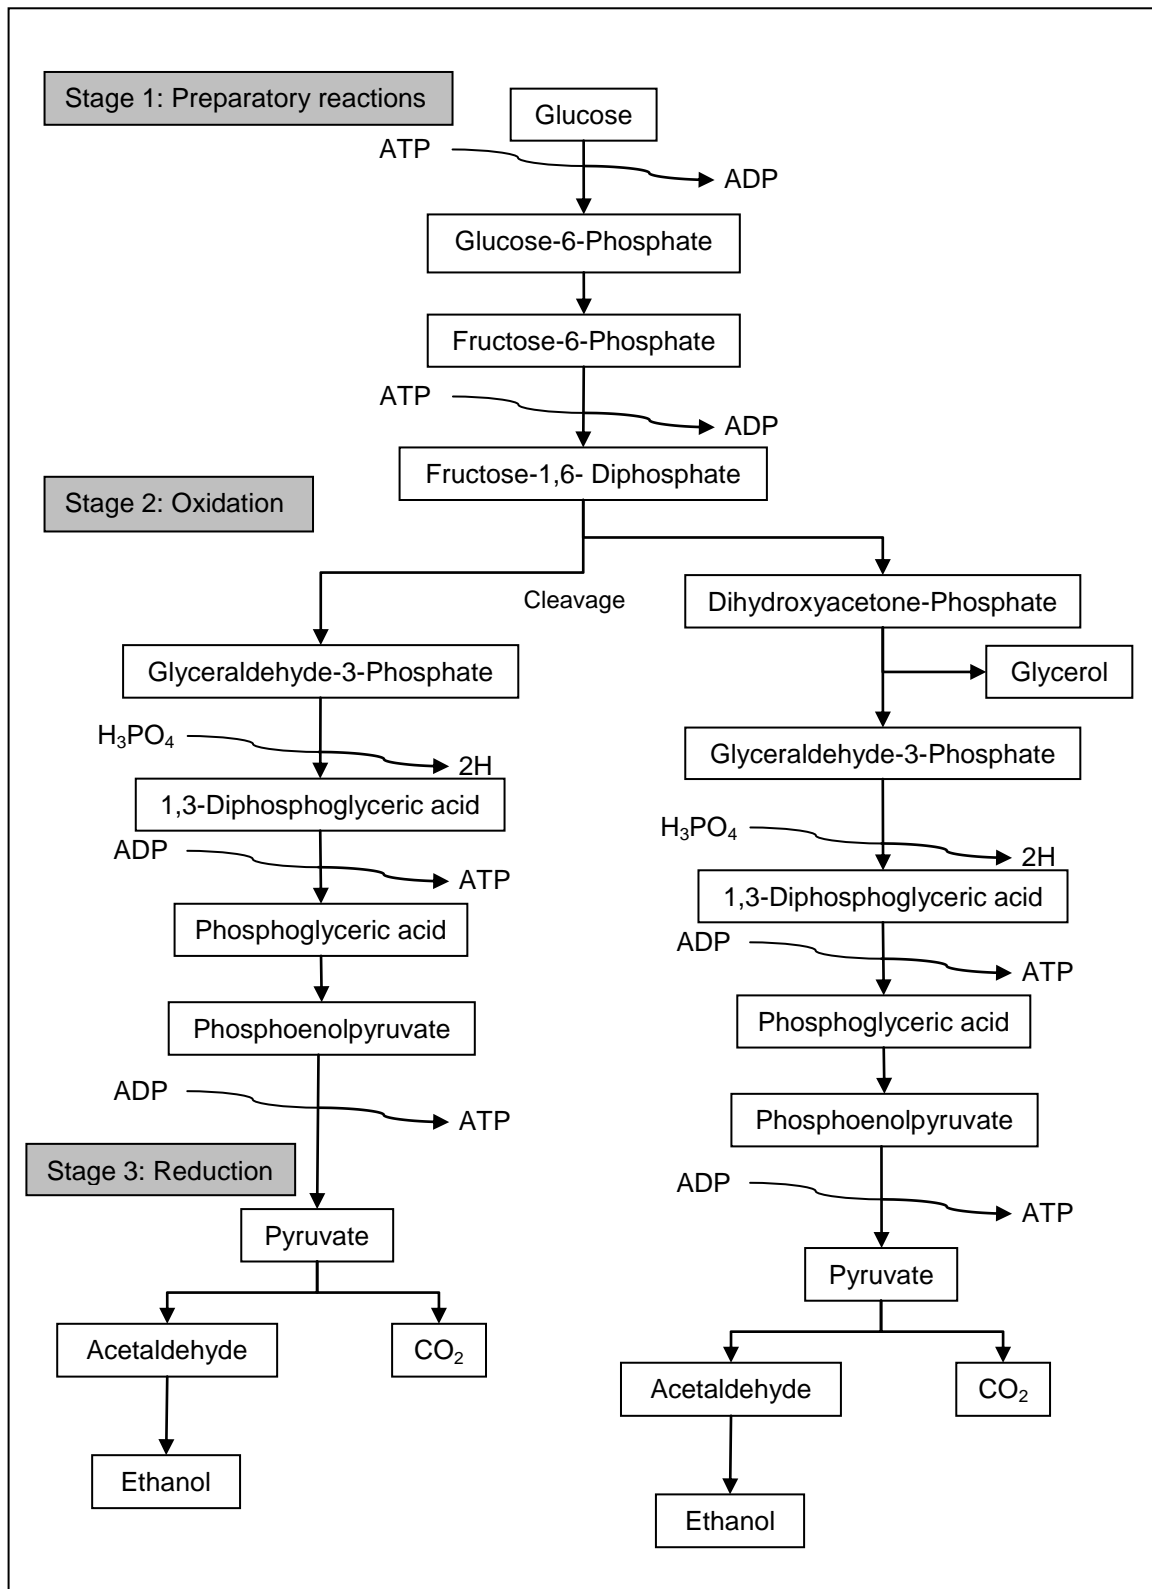 Stage 1: Preparatory reactions
Glucose
ATP
ADP
Glucose-6-Phosphate
Fructose-6-Phosphate
ATP
ADP
Fructose-1,6- Diphosphate
Stage 2: Oxidation
Cleavage
Dihydroxyacetone-Phosphate
Glycerol
Glyceraldehyde-3-Phosphate
H₃PO₄
2H
1,3-Diphosphoglyceric acid
ADP
ATP
Phosphoglyceric acid
Phosphoenolpyruvate
ADP
ATP
Stage 3: Reduction
Pyruvate
Acetaldehyde
CO₂
Ethanol
Glyceraldehyde-3-Phosphate
H₃PO₄
2H
1,3-Diphosphoglyceric acid
ADP
ATP
Phosphoglyceric acid
Phosphoenolpyruvate
ADP
ATP
Pyruvate
Acetaldehyde
CO₂
Ethanol